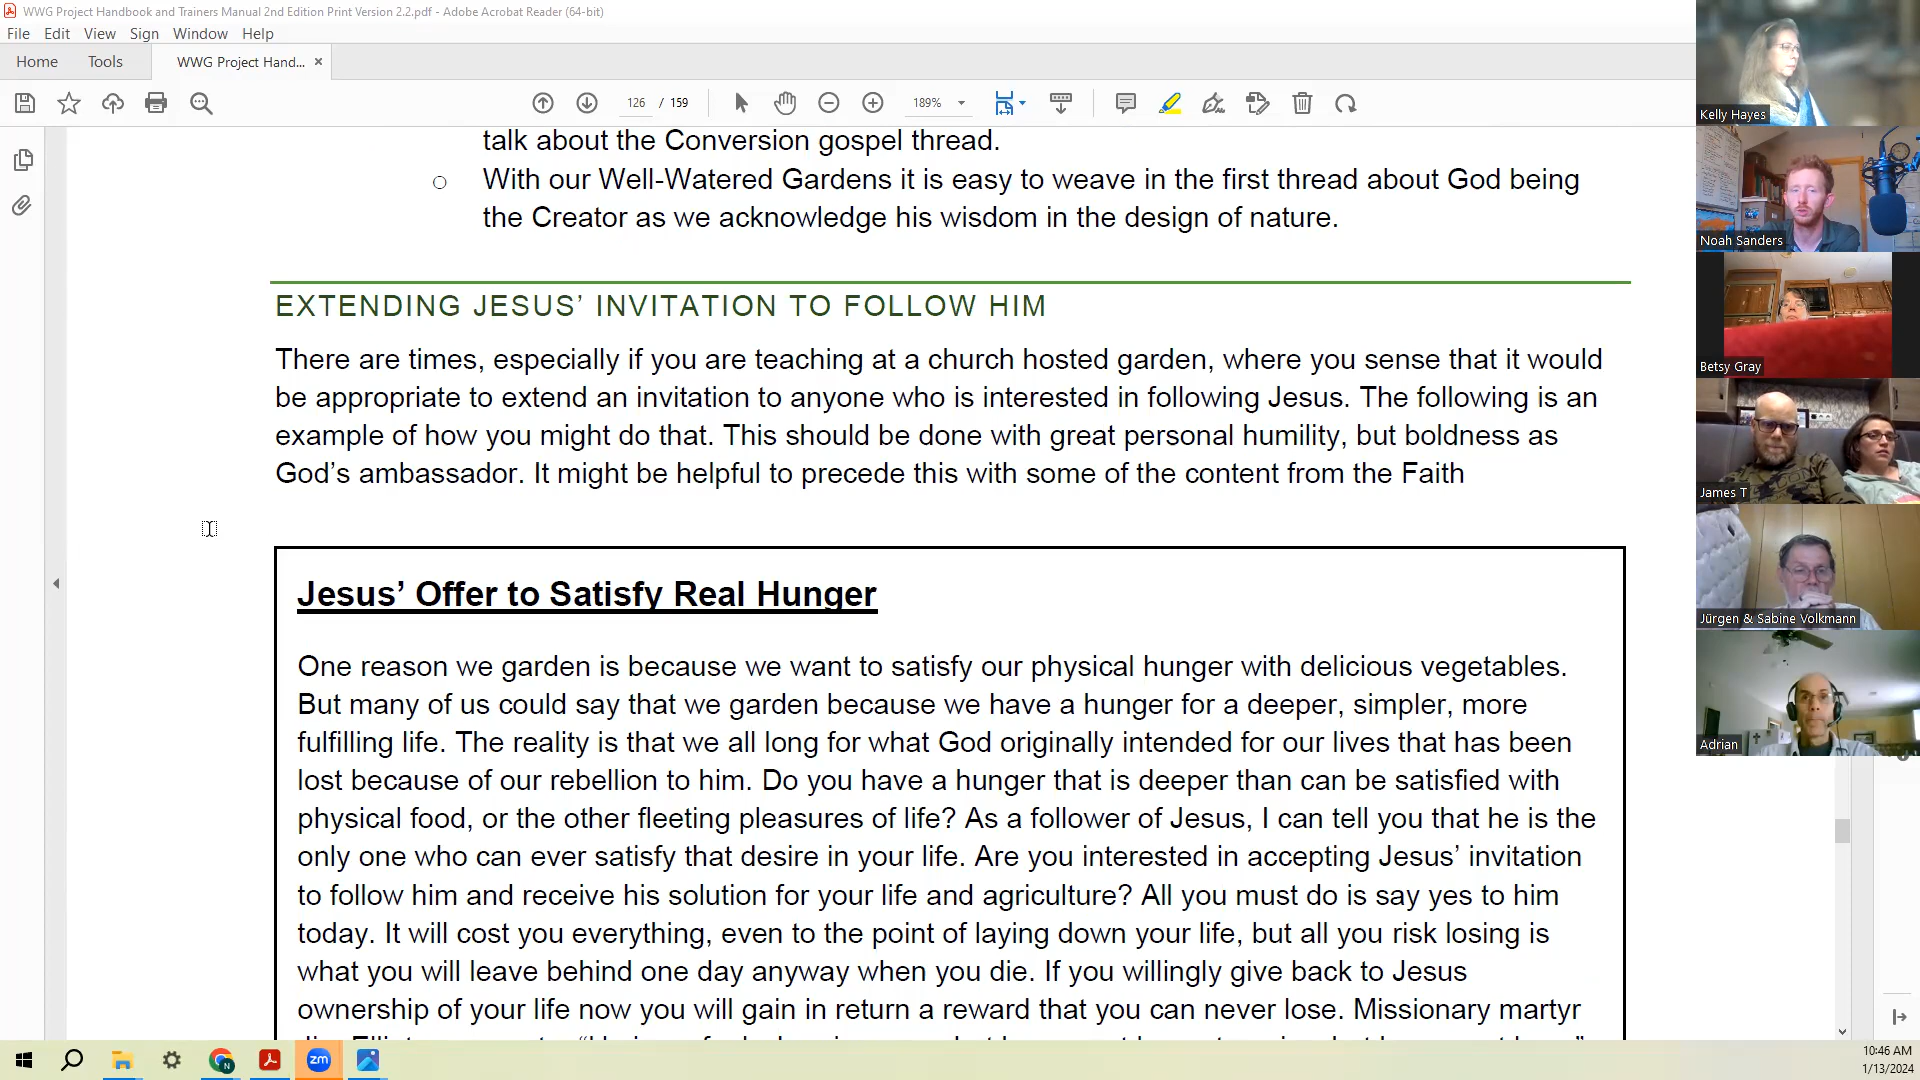 WWG Project Handbook and Trainers Manual 2nd Edition Print Version 2.2.pdf - Adobe Acrobat Reader (64-bit)
File Edit View Sign Window Help
Home Tools WWG Project Hand... ×
126 / 159 189%
talk about the Conversion gospel thread.
○ With our Well-Watered Gardens it is easy to weave in the first thread about God being
the Creator as we acknowledge his wisdom in the design of nature.
EXTENDING JESUS’ INVITATION TO FOLLOW HIM
There are times, especially if you are teaching at a church hosted garden, where you sense that it would
be appropriate to extend an invitation to anyone who is interested in following Jesus. The following is an
example of how you might do that. This should be done with great personal humility, but boldness as
God’s ambassador. It might be helpful to precede this with some of the content from the Faith
Jesus’ Offer to Satisfy Real Hunger
One reason we garden is because we want to satisfy our physical hunger with delicious vegetables.
But many of us could say that we garden because we have a hunger for a deeper, simpler, more
fulfilling life. The reality is that we all long for what God originally intended for our lives that has been
lost because of our rebellion to him. Do you have a hunger that is deeper than can be satisfied with
physical food, or the other fleeting pleasures of life? As a follower of Jesus, I can tell you that he is the
only one who can ever satisfy that desire in your life. Are you interested in accepting Jesus’ invitation
to follow him and receive his solution for your life and agriculture? All you must do is say yes to him
today. It will cost you everything, even to the point of laying down your life, but all you risk losing is
what you will leave behind one day anyway when you die. If you willingly give back to Jesus
ownership of your life now you will gain in return a reward that you can never lose. Missionary martyr
Kelly Hayes
Noah Sanders
Betsy Gray
James T
Jürgen & Sabine Volkmann
Adrian
zm
10:46 AM
1/13/2024